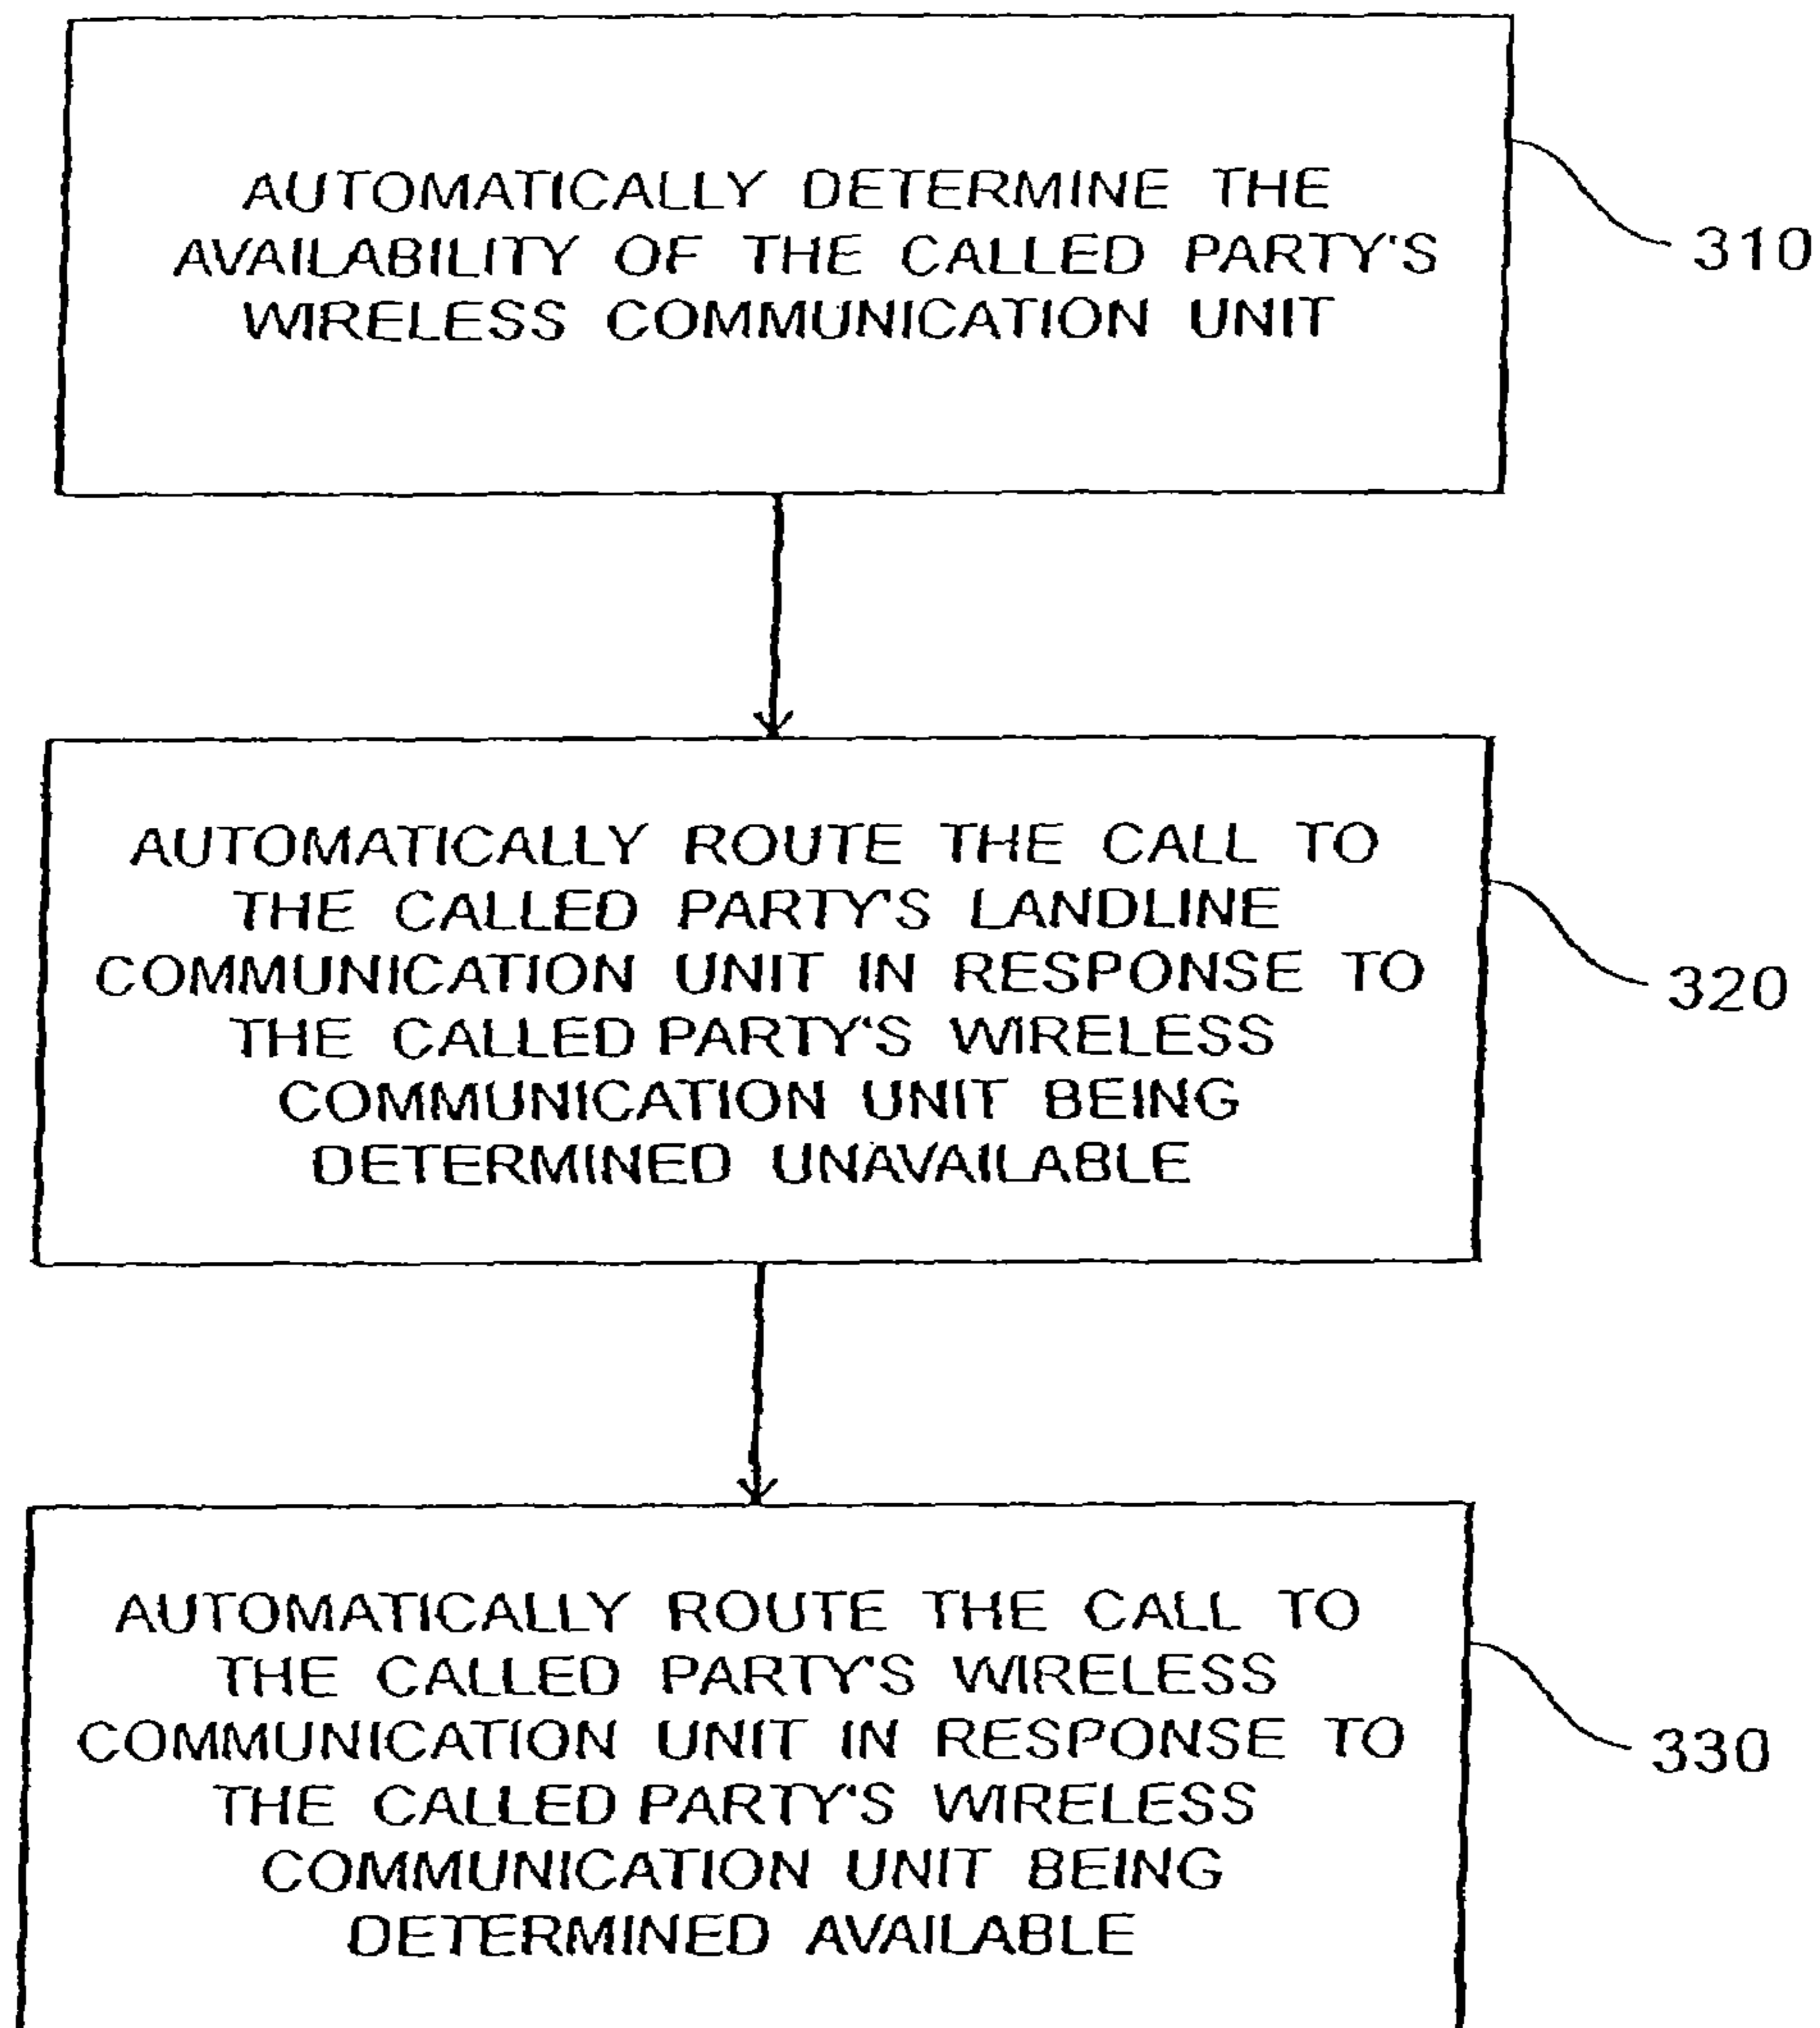 AUTOMATICALLY DETERMINE THE
AVAILABILITY OF THE CALLED PARTY'S
WIRELESS COMMUNICATION UNIT
310
AUTOMATICALLY ROUTE THE CALL TO
THE CALLED PARTY'S LANDLINE
COMMUNICATION UNIT IN RESPONSE TO
THE CALLED PARTY'S WIRELESS
COMMUNICATION UNIT BEING
DETERMINED UNAVAILABLE
320
AUTOMATICALLY ROUTE THE CALL TO
THE CALLED PARTY'S WIRELESS
COMMUNICATION UNIT IN RESPONSE TO
THE CALLED PARTY'S WIRELESS
COMMUNICATION UNIT BEING
DETERMINED AVAILABLE
330